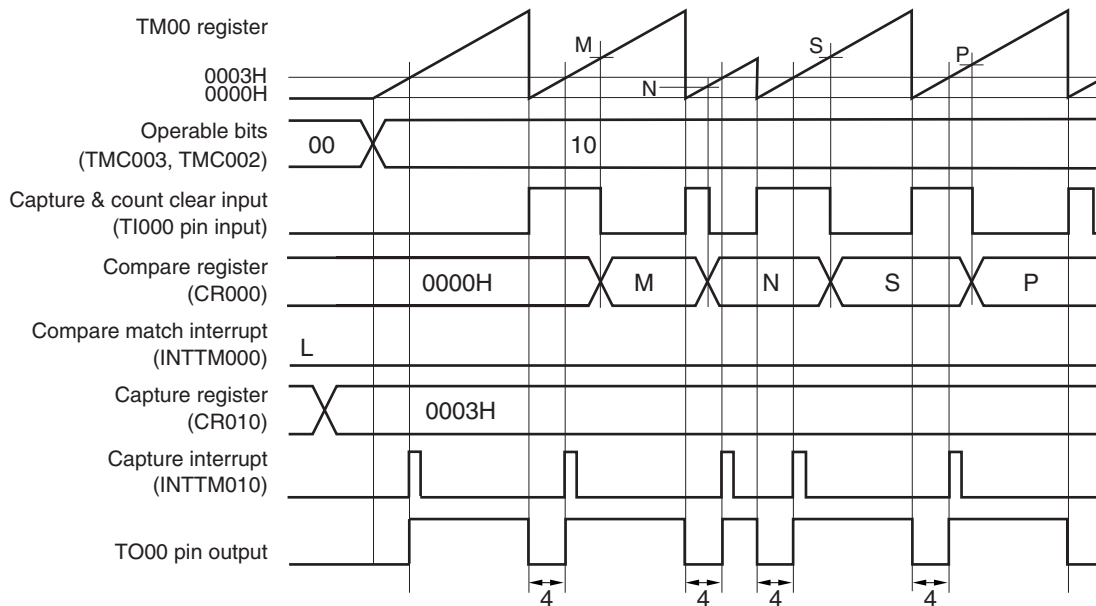 TM00 register
M
S
P
N
0003H
0000H
Operable bits
(TMC003, TMC002)
00
10
Capture & count clear input
(TI000 pin input)
Compare register
(CR000)
0000H
M
N
S
P
Compare match interrupt
(INTTM000)
L
Capture register
(CR010)
0003H
Capture interrupt
(INTTM010)
TO00 pin output
4
4
4
4